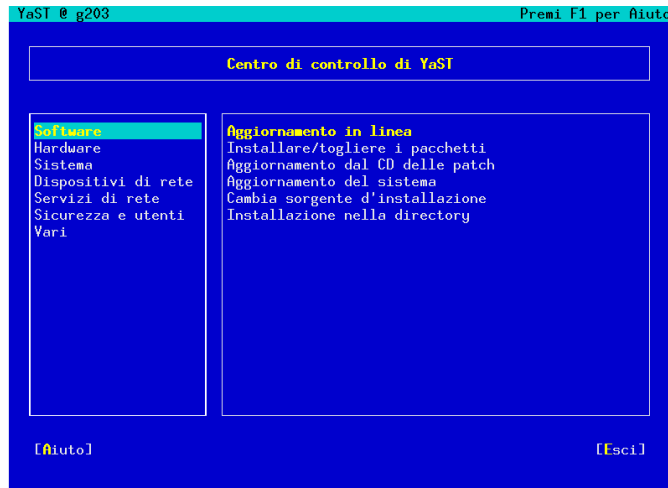 YaST @ g203 Premi F1 per Aiuto
Centro di controllo di YaST
Software
Hardware
Sistema
Dispositivi di rete
Servizi di rete
Sicurezza e utenti
Vari
Aggiornamento in linea
Installare/togliere i pacchetti
Aggiornamento dal CD delle patch
Aggiornamento del sistema
Cambia sorgente d'installazione
Installazione nella directory
[Aiuto] [Esci]